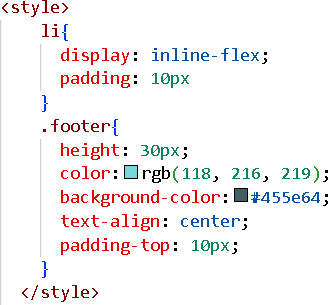 <style>
li{
display: inline-flex;
padding: 10px
}
.footer{
height: 30px;
color: rgb(118, 216, 219);
background-color: #455e64;
text-align: center;
padding-top: 10px;
}
</style>